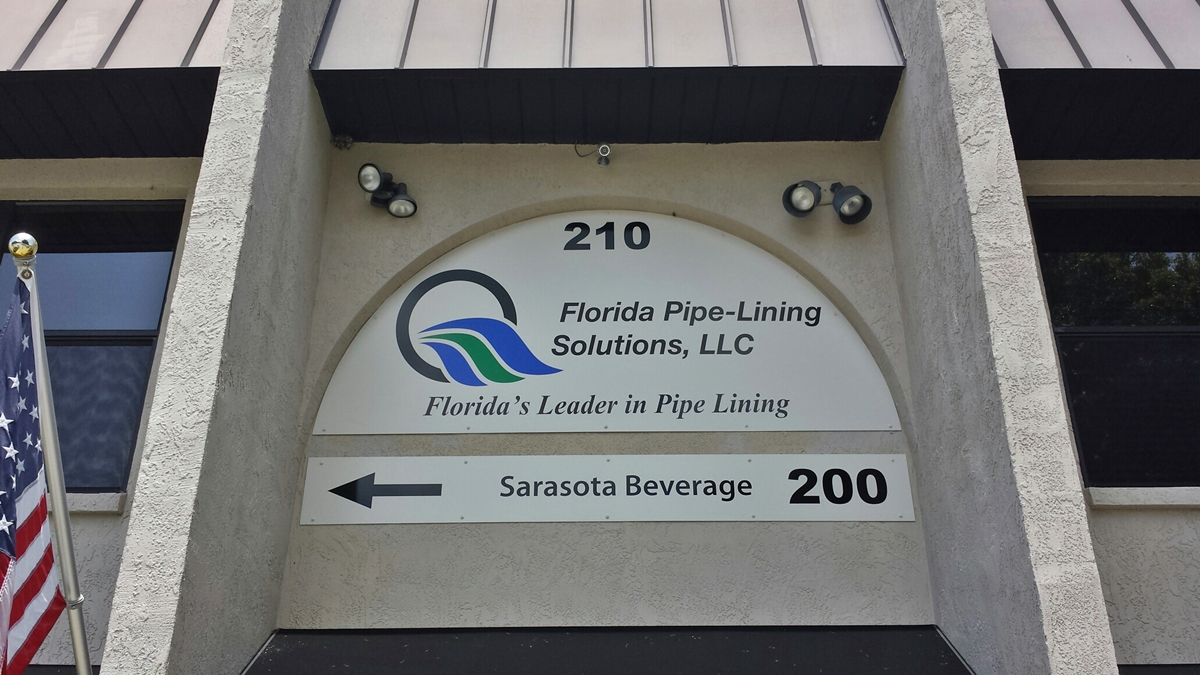 210
Florida Pipe-Lining
Solutions, LLC
Florida's Leader in Pipe Lining
Sarasota Beverage 200